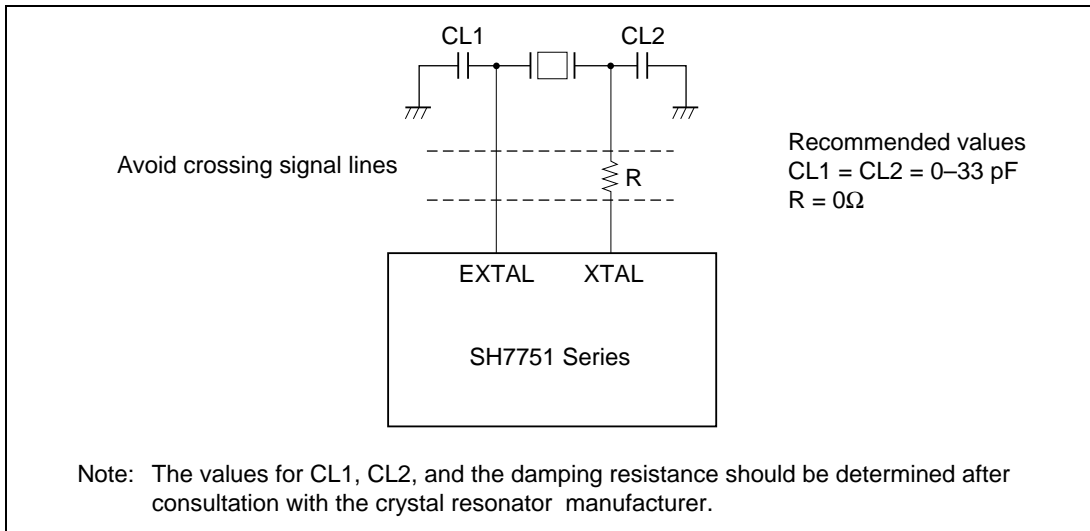 CL1
CL2
Avoid crossing signal lines
R
Recommended values
CL1 = CL2 = 0–33 pF
R = 0Ω
EXTAL
XTAL
SH7751 Series
Note: The values for CL1, CL2, and the damping resistance should be determined after
consultation with the crystal resonator manufacturer.